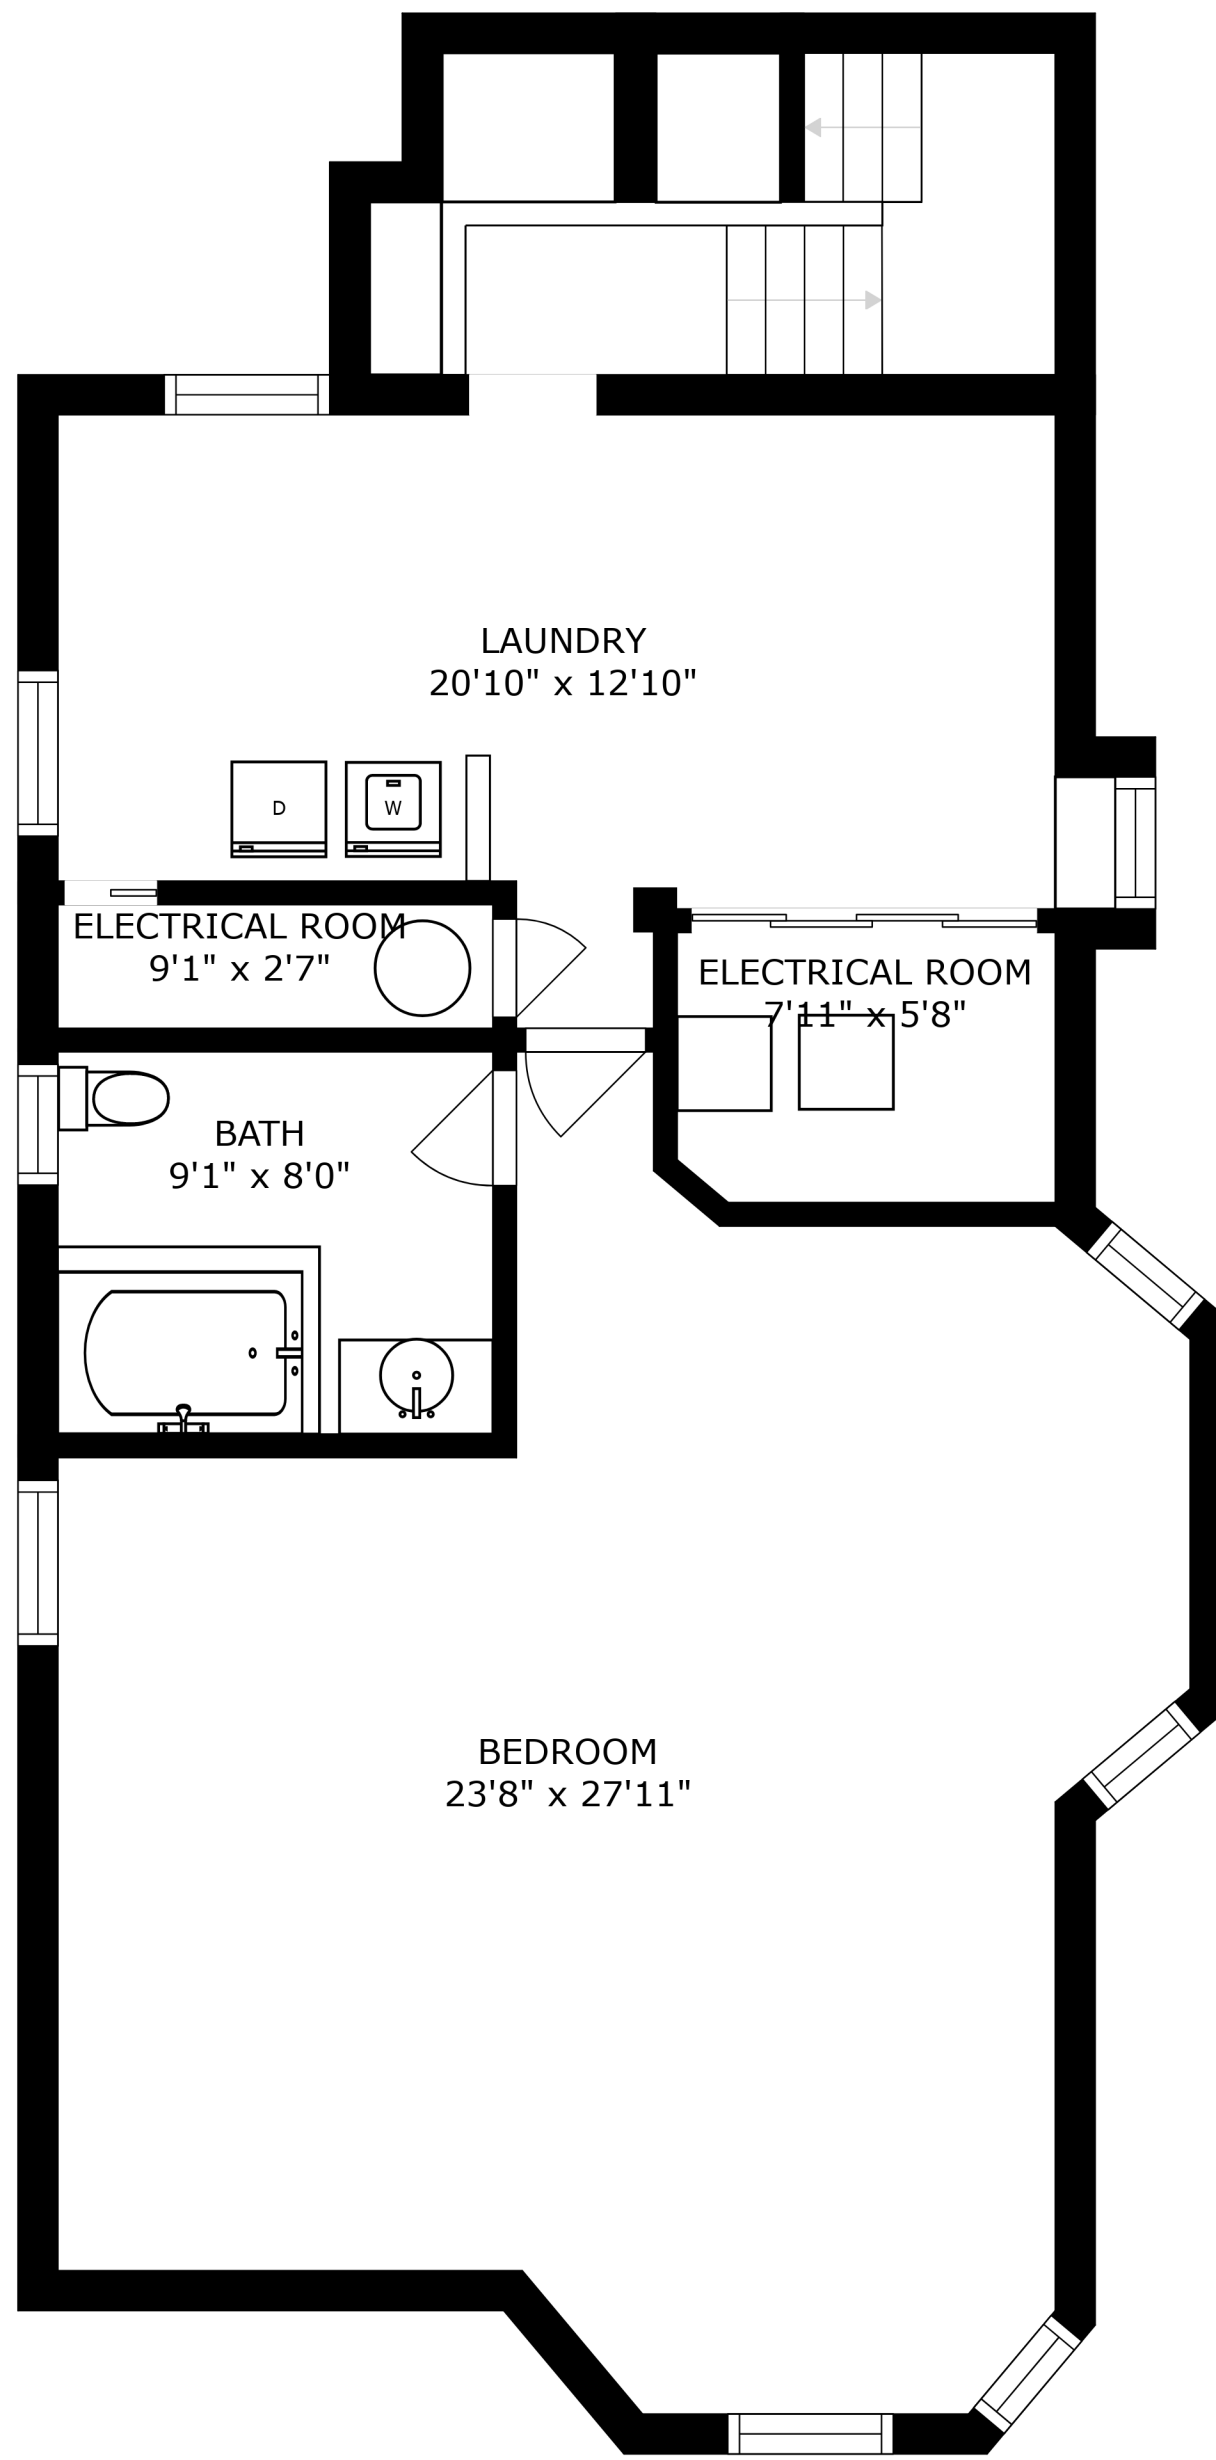 LAUNDRY
20'10" x 12'10"
D
W
ELECTRICAL ROOM
9'1" x 2'7"
ELECTRICAL ROOM
7'11" x 5'8"
BATH
9'1" x 8'0"
BEDROOM
23'8" x 27'11"